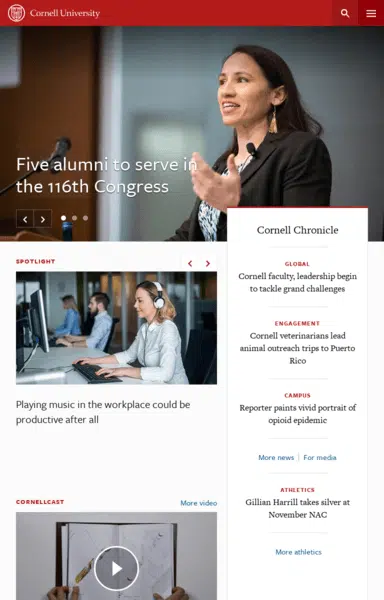 Cornell University
Five alumni to serve in
the 116th Congress
SPOTLIGHT
Playing music in the workplace could be
productive after all
CORNELLCAST
More video
Cornell Chronicle
GLOBAL
Cornell faculty, leadership begin
to tackle grand challenges
ENGAGEMENT
Cornell veterinarians lead
animal outreach trips to Puerto
Rico
CAMPUS
Reporter paints vivid portrait of
opioid epidemic
More news | For media
ATHLETICS
Gillian Harrill takes silver at
November NAC
More athletics